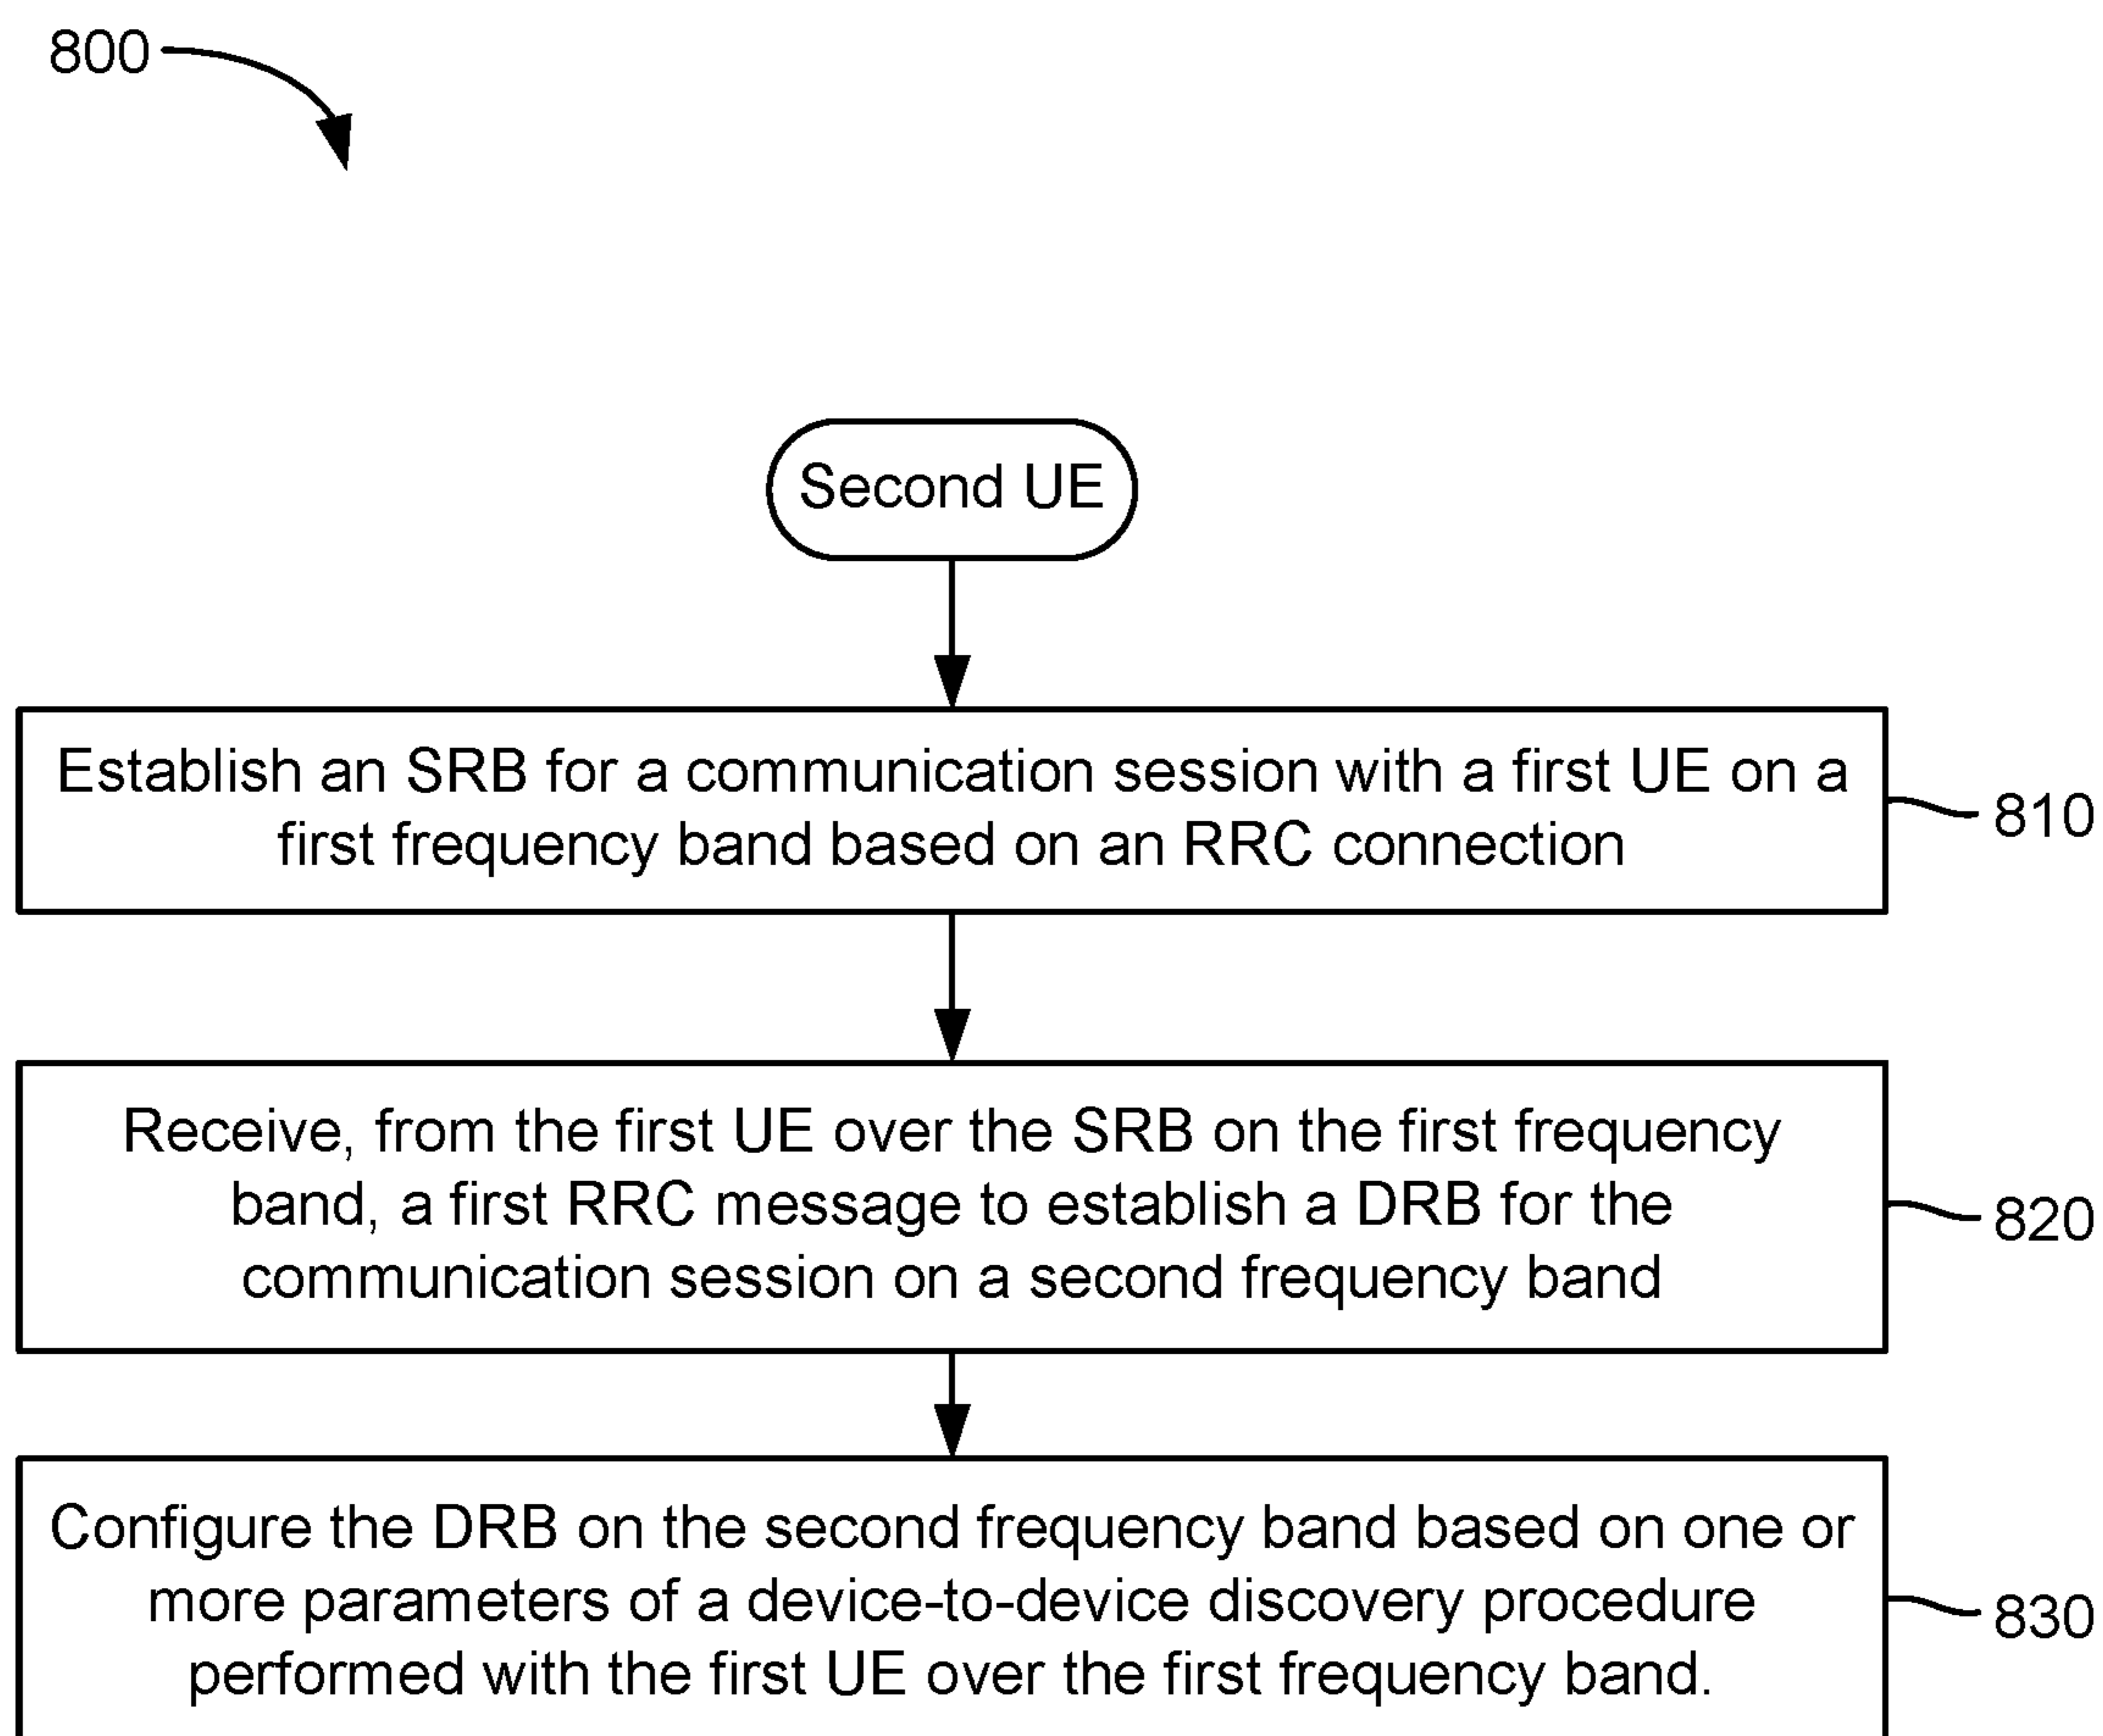 800
Second UE
Establish an SRB for a communication session with a first UE on a
first frequency band based on an RRC connection
810
Receive, from the first UE over the SRB on the first frequency
band, a first RRC message to establish a DRB for the
communication session on a second frequency band
820
Configure the DRB on the second frequency band based on one or
more parameters of a device-to-device discovery procedure
performed with the first UE over the first frequency band.
830